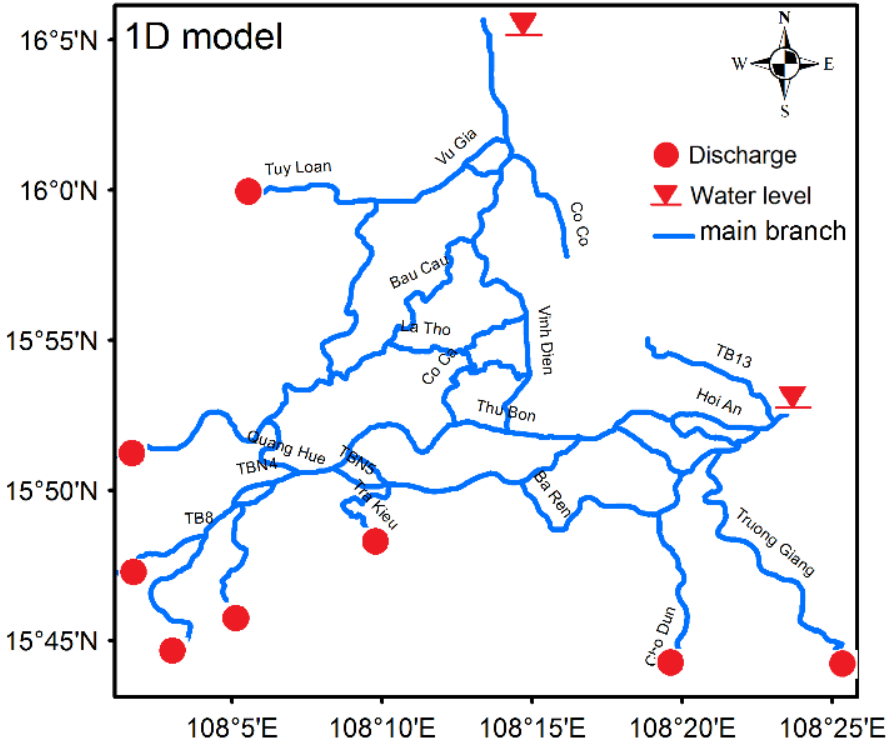 1D model
16°5'N
16°0'N
15°55'N
15°50'N
15°45'N
N
W
E
S
Discharge
Water level
main branch
Tuy Loan
Vu Gia
Co Co
Bau Cau
La Tho
Co Ca
Vinh Dien
Thu Bon
TB13
Hoi An
Quang Hue
TBN4
TBN5
Tra Kieu
TB8
Ba Ren
Truong Giang
Cho Dun
108°5'E
108°10'E
108°15'E
108°20'E
108°25'E